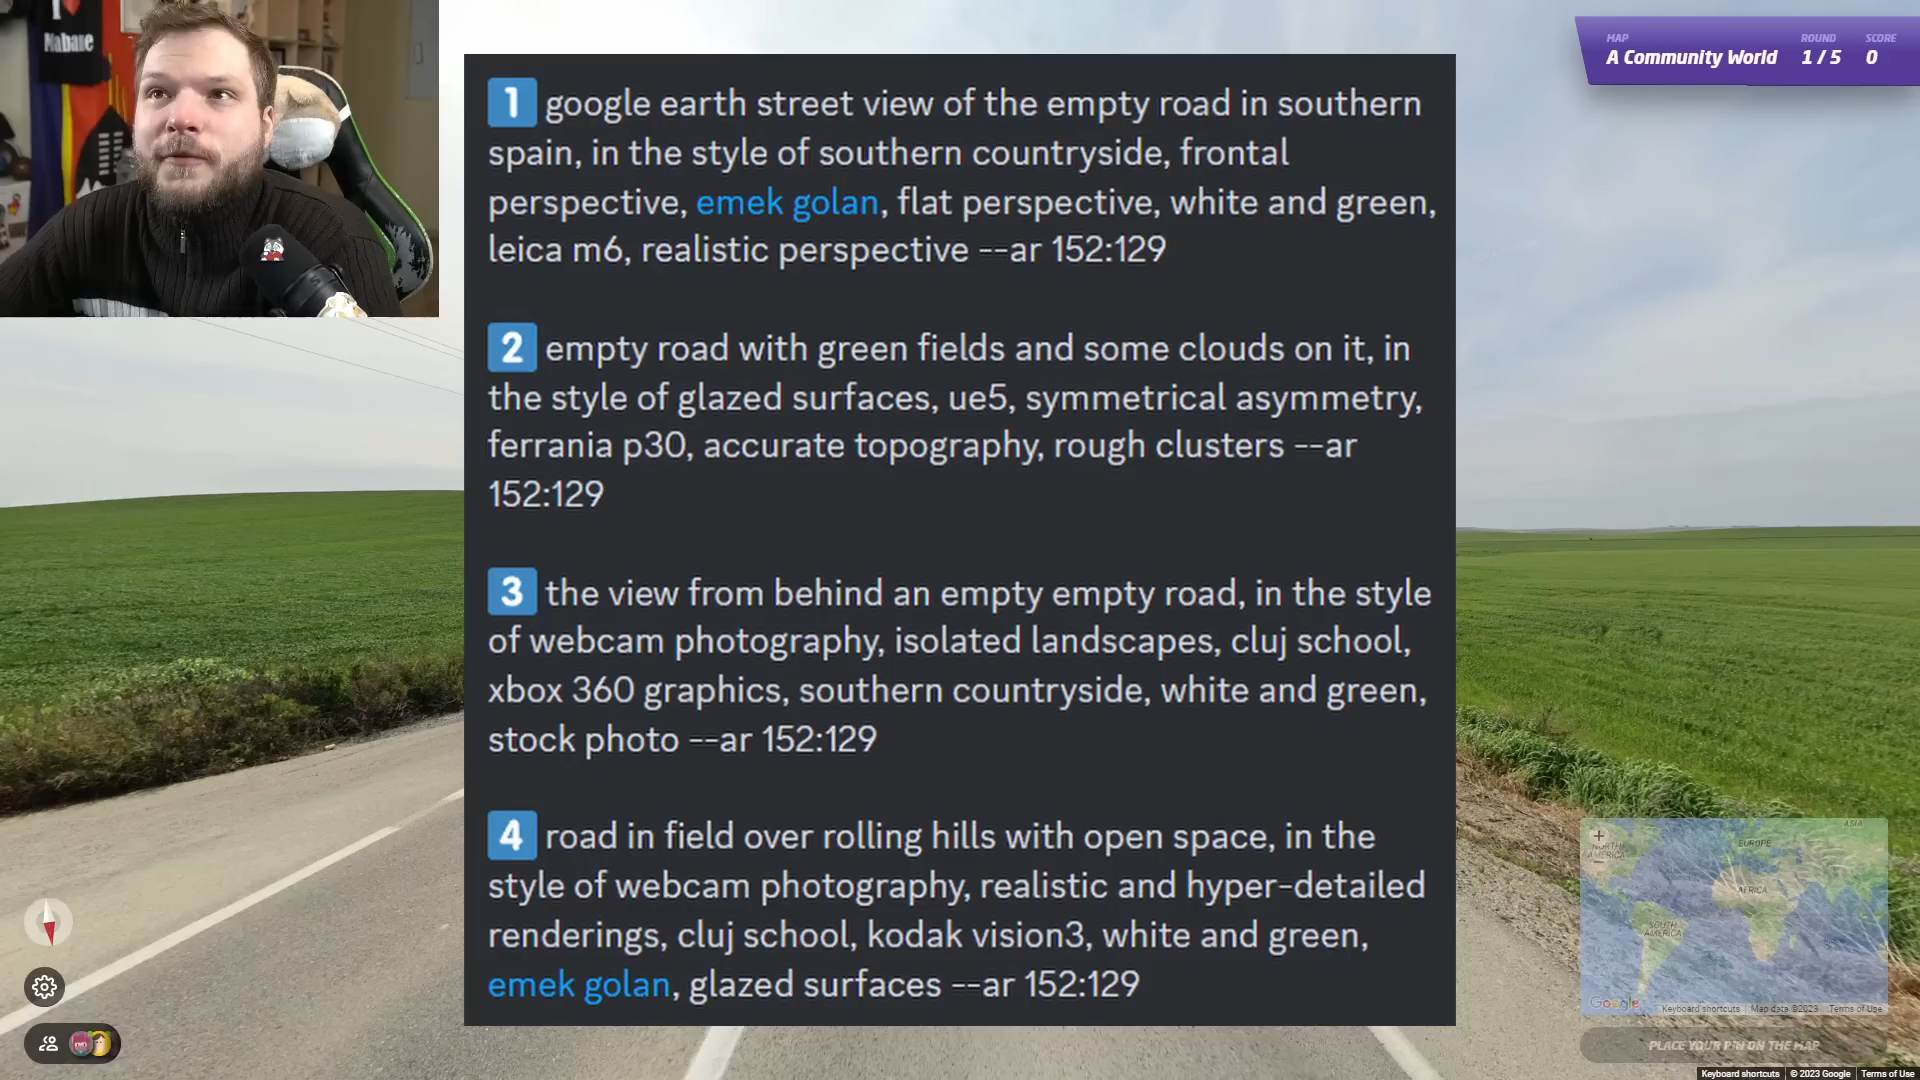 Mabane
MAP
A Community World
ROUND
1 / 5
SCORE
0
1 google earth street view of the empty road in southern
spain, in the style of southern countryside, frontal
perspective, emek golan, flat perspective, white and green,
leica m6, realistic perspective --ar 152:129
2 empty road with green fields and some clouds on it, in
the style of glazed surfaces, ue5, symmetrical asymmetry,
ferrania p30, accurate topography, rough clusters --ar
152:129
3 the view from behind an empty empty road, in the style
of webcam photography, isolated landscapes, cluj school,
xbox 360 graphics, southern countryside, white and green,
stock photo --ar 152:129
4 road in field over rolling hills with open space, in the
style of webcam photography, realistic and hyper-detailed
renderings, cluj school, kodak vision3, white and green,
emek golan, glazed surfaces --ar 152:129
+
ASIA
NORTH
AMERICA
EUROPE
AFRICA
SOUTH
AMERICA
Google
Keyboard shortcuts
Map data ©2023
Terms of Use
PLACE YOUR PIN ON THE MAP
Keyboard shortcuts
© 2023 Google
Terms of Use